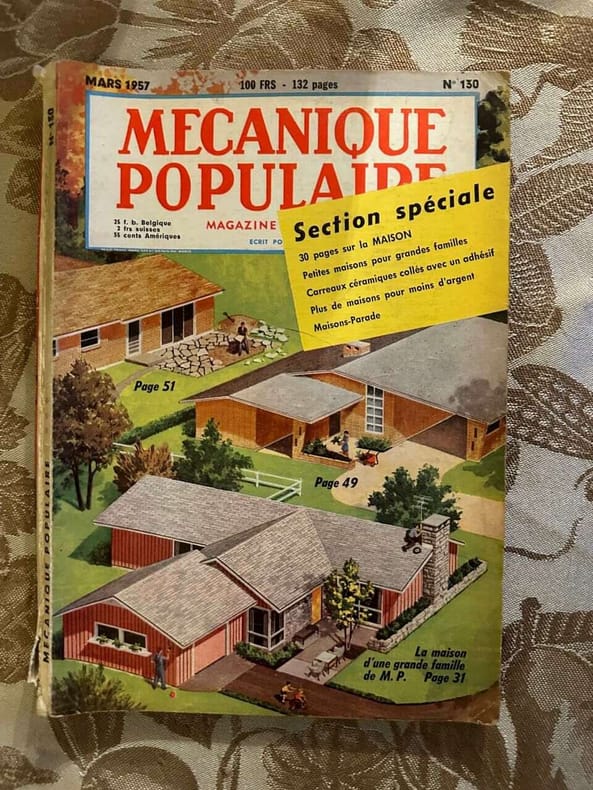 MARS 1957 100 FRS - 132 pages N° 130
MECANIQUE
POPULAIRE
25 f. b. Belgique
2 frs suisses
55 cents Amériques
MAGAZINE
ECRIT PO
Section spéciale
30 pages sur la MAISON
Petites maisons pour grandes familles
Carreaux céramiques collés avec un adhésif
Plus de maisons pour moins d'argent
Maisons-Parade
Page 51
Page 49
La maison
d'une grande famille
de M. P. Page 31
N° 130
MECANIQUE POPULAIRE